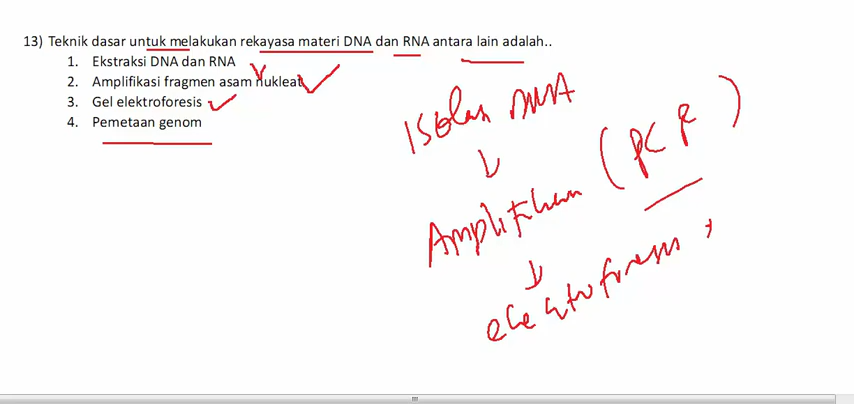 13) Teknik dasar untuk melakukan rekayasa materi DNA dan RNA antara lain adalah..
1. Ekstraksi DNA dan RNA
2. Amplifikasi fragmen asam nukleat
3. Gel elektroforesis
4. Pemetaan genom
DNA
(PCR)